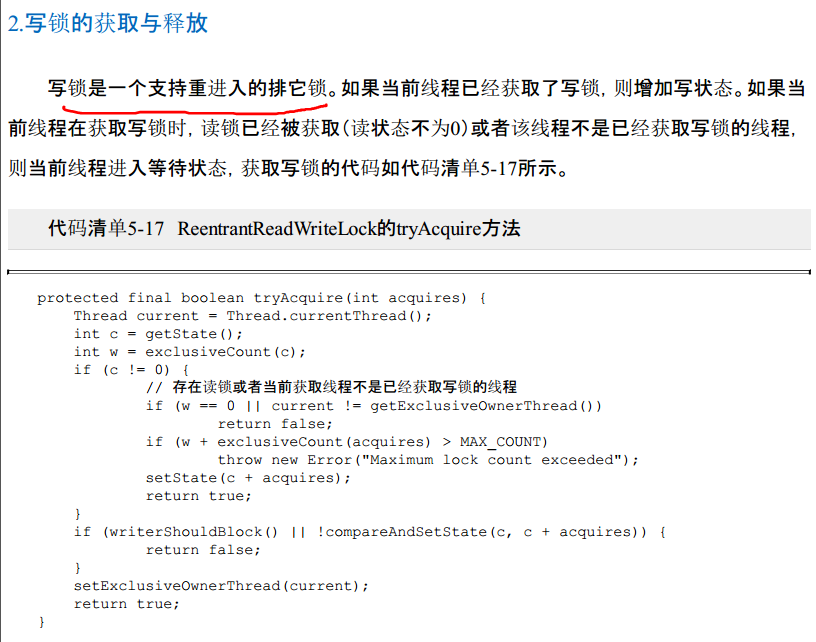 2.写锁的获取与释放
写锁是一个支持重进入的排它锁。如果当前线程已经获取了写锁，则增加写状态。如果当
前线程在获取写锁时，读锁已经被获取（读状态不为0）或者该线程不是已经获取写锁的线程，
则当前线程进入等待状态，获取写锁的代码如代码清单5-17所示。
代码清单5-17 ReentrantReadWriteLock的tryAcquire方法
protected final boolean tryAcquire(int acquires) {
Thread current = Thread.currentThread();
int c = getState();
int w = exclusiveCount(c);
if (c != 0) {
// 存在读锁或者当前获取线程不是已经获取写锁的线程
if (w == 0 || current != getExclusiveOwnerThread())
return false;
if (w + exclusiveCount(acquires) > MAX_COUNT)
throw new Error("Maximum lock count exceeded");
setState(c + acquires);
return true;
}
if (writerShouldBlock() || !compareAndSetState(c, c + acquires)) {
return false;
}
setExclusiveOwnerThread(current);
return true;
}